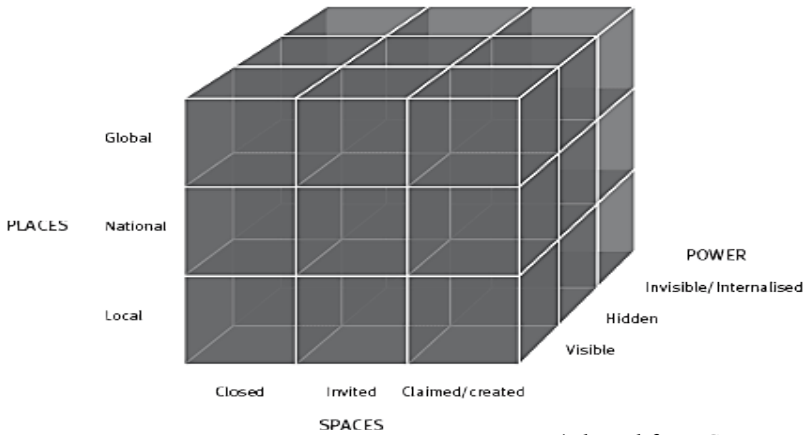 Global
PLACES National
POWER
Invisible/Internalised
Local
Hidden
Visible
Closed Invited Claimed/created
SPACES